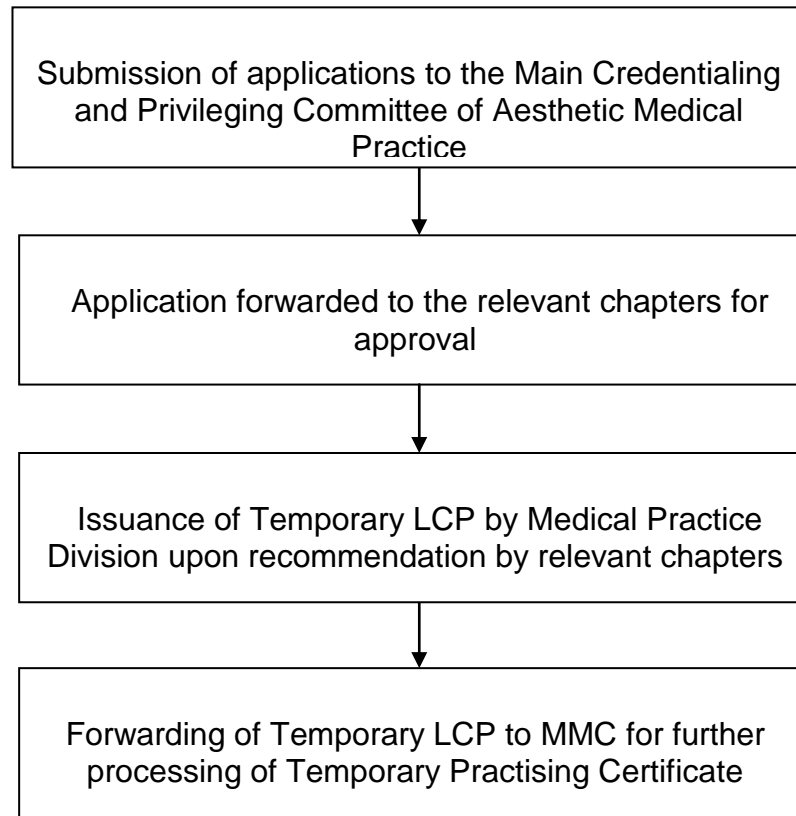 Submission of applications to the Main Credentialing
and Privileging Committee of Aesthetic Medical
Practice
Application forwarded to the relevant chapters for
approval
Issuance of Temporary LCP by Medical Practice
Division upon recommendation by relevant chapters
Forwarding of Temporary LCP to MMC for further
processing of Temporary Practising Certificate